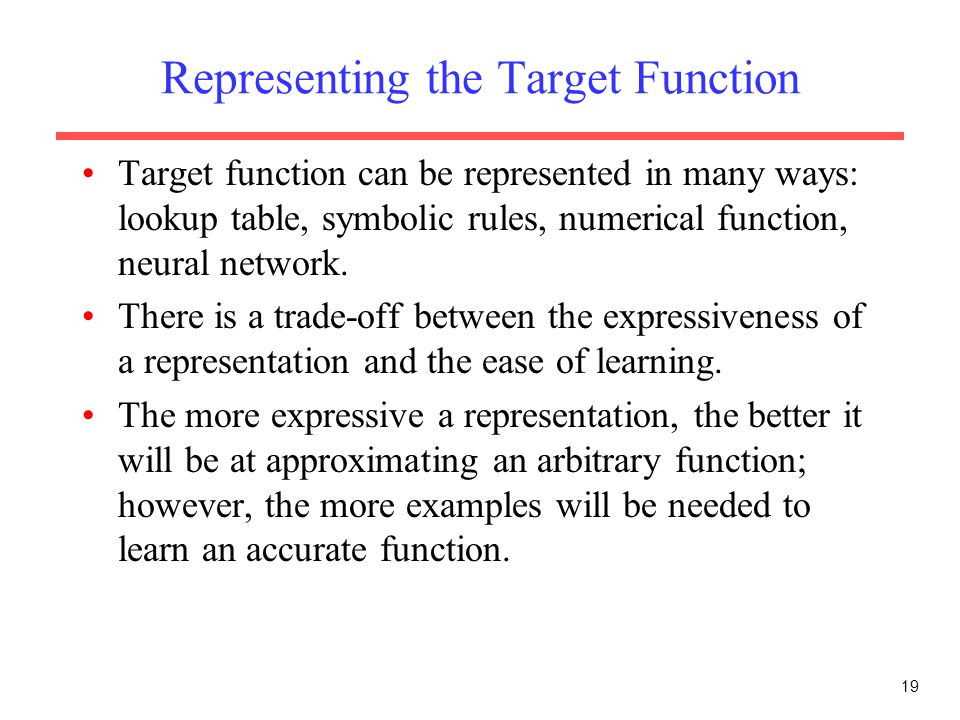 Representing the Target Function
• Target function can be represented in many ways:
lookup table, symbolic rules, numerical function,
neural network.
• There is a trade-off between the expressiveness of
a representation and the ease of learning.
• The more expressive a representation, the better it
will be at approximating an arbitrary function;
however, the more examples will be needed to
learn an accurate function.
19